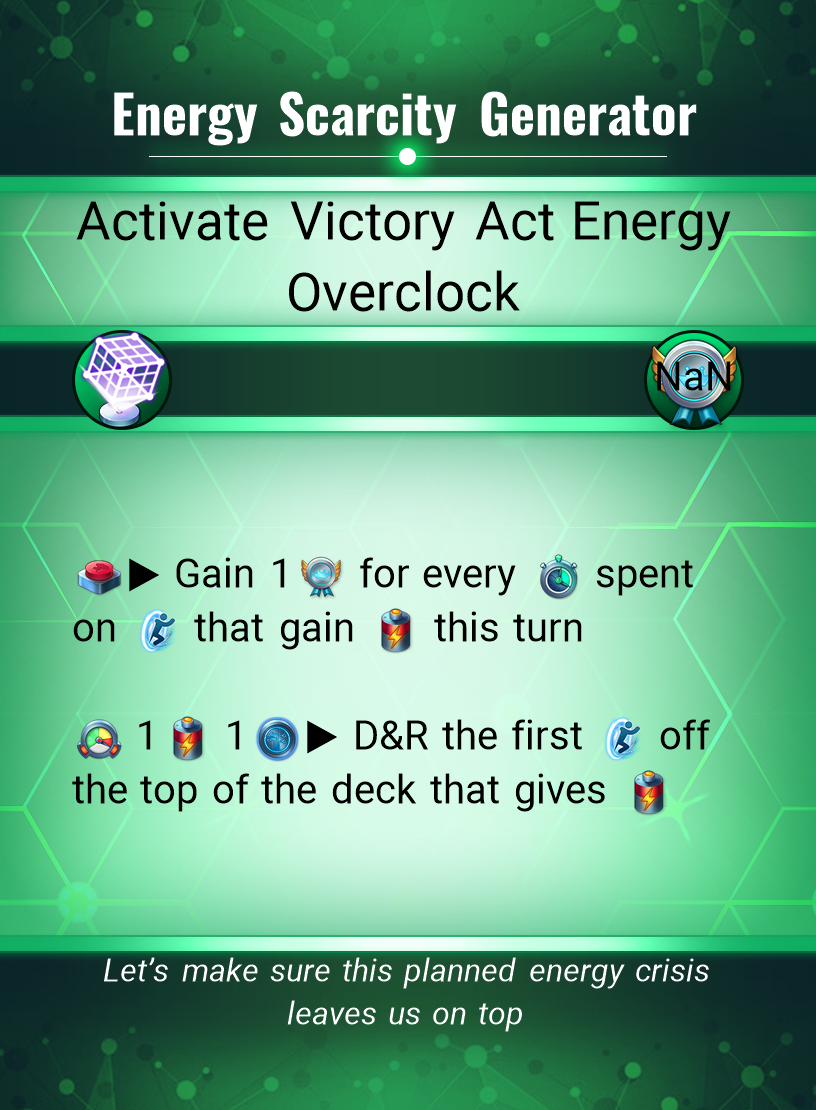 Energy Scarcity Generator
Activate Victory Act Energy
Overclock
NaN
▶ Gain 1 for every spent
on that gain this turn
1 1 ▶ D&R the first off
the top of the deck that gives
Let's make sure this planned energy crisis
leaves us on top